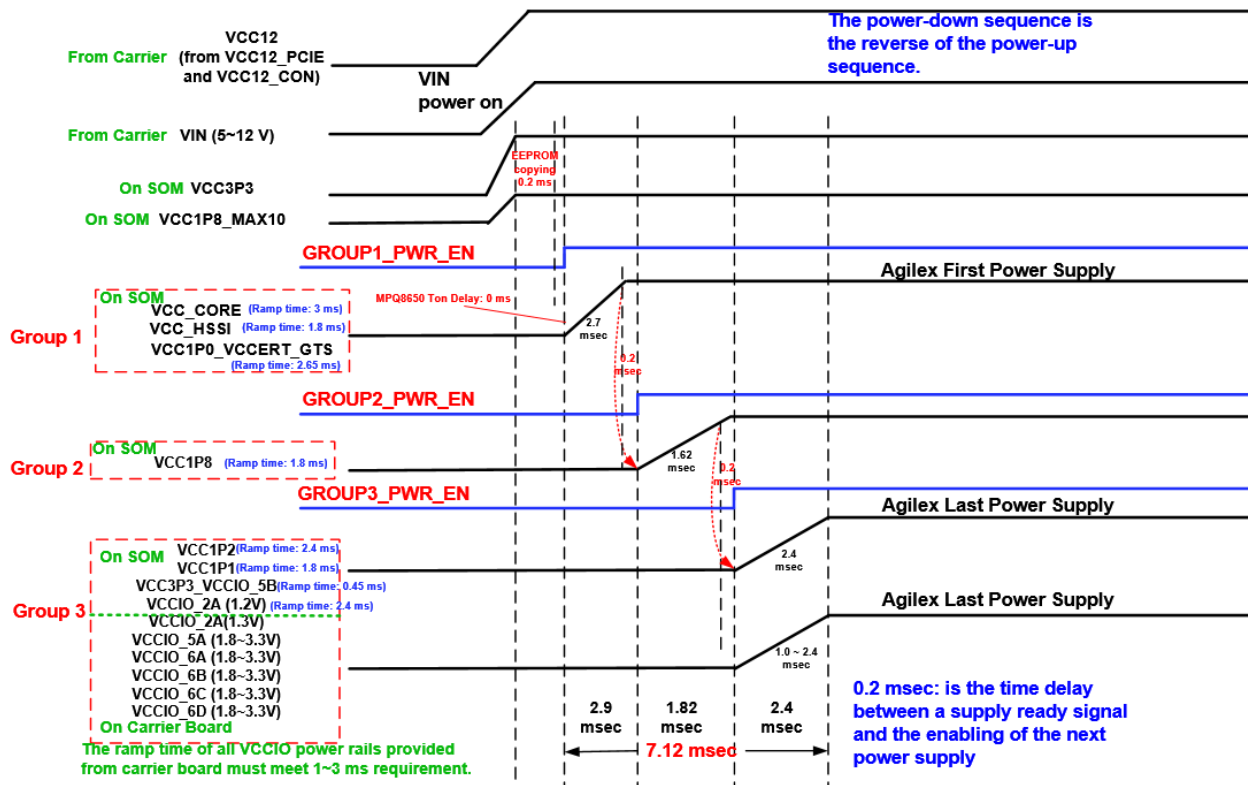 VCC12
From Carrier (from VCC12_PCIE
and VCC12_CON)
The power-down sequence is
the reverse of the power-up
sequence.
VIN
power on
From Carrier VIN (5~12 V)
EEPROM
copying
0.2 ms
On SOM VCC3P3
On SOM VCC1P8_MAX10
GROUP1_PWR_EN
Agilex First Power Supply
On SOM
VCC_CORE (Ramp time: 3 ms)
VCC_HSSI (Ramp time: 1.8 ms)
VCC1P0_VCCERT_GTS
(Ramp time: 2.65 ms)
Group 1
MPQ8650 Ton Delay: 0 ms
2.7
msec
0.2
msec
GROUP2_PWR_EN
On SOM
VCC1P8 (Ramp time: 1.8 ms)
Group 2
1.62
msec
0.2
msec
GROUP3_PWR_EN
Agilex Last Power Supply
On SOM
VCC1P2 (Ramp time: 2.4 ms)
VCC1P1 (Ramp time: 1.8 ms)
VCC3P3_VCCIO_5B (Ramp time: 0.45 ms)
VCCIO_2A (1.2V) (Ramp time: 2.4 ms)
Group 3
2.4
msec
Agilex Last Power Supply
VCCIO_2A(1.3V)
VCCIO_5A (1.8~3.3V)
VCCIO_6A (1.8~3.3V)
VCCIO_6B (1.8~3.3V)
VCCIO_6C (1.8~3.3V)
VCCIO_6D (1.8~3.3V)
On Carrier Board
1.0 ~ 2.4
msec
2.9
msec
1.82
msec
2.4
msec
7.12 msec
The ramp time of all VCCIO power rails provided
from carrier board must meet 1~3 ms requirement.
0.2 msec: is the time delay
between a supply ready signal
and the enabling of the next
power supply